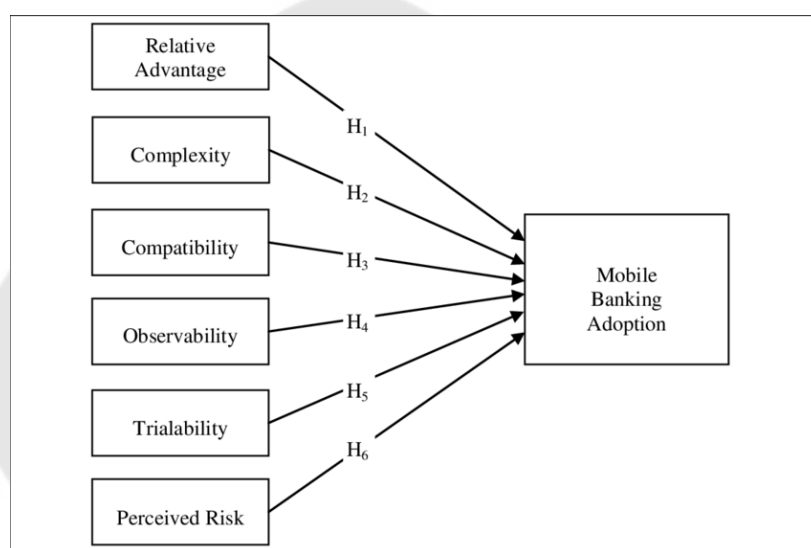 Relative
Advantage
H1
Complexity
H2
Compatibility
H3
Mobile
Banking
Adoption
Observability
H4
Trialability
H5
Perceived Risk
H6